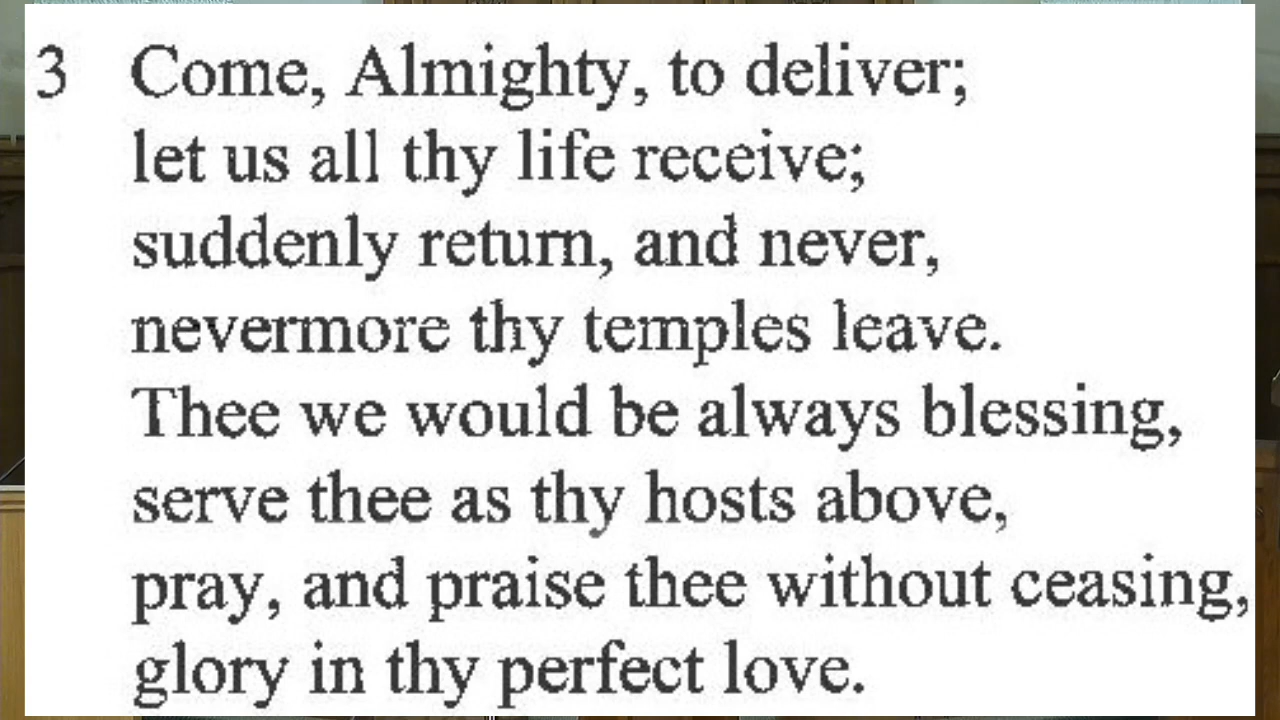 3 Come, Almighty, to deliver;
let us all thy life receive;
suddenly return, and never,
nevermore thy temples leave.
Thee we would be always blessing,
serve thee as thy hosts above,
pray, and praise thee without ceasing,
glory in thy perfect love.